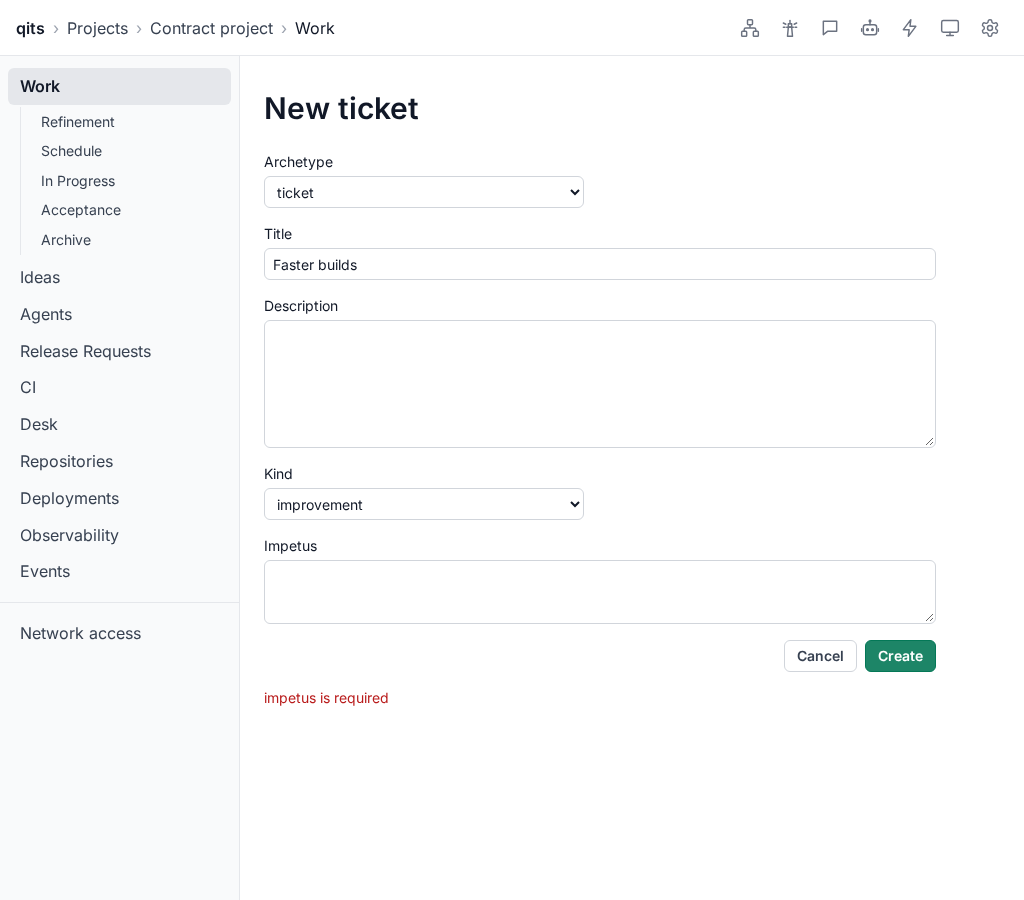 qits › Projects › Contract project › Work
Work
Refinement
Schedule
In Progress
Acceptance
Archive
Ideas
Agents
Release Requests
CI
Desk
Repositories
Deployments
Observability
Events
Network access
New ticket
Archetype
ticket
Title
Faster builds
Description
Kind
improvement
Impetus
Cancel Create
impetus is required